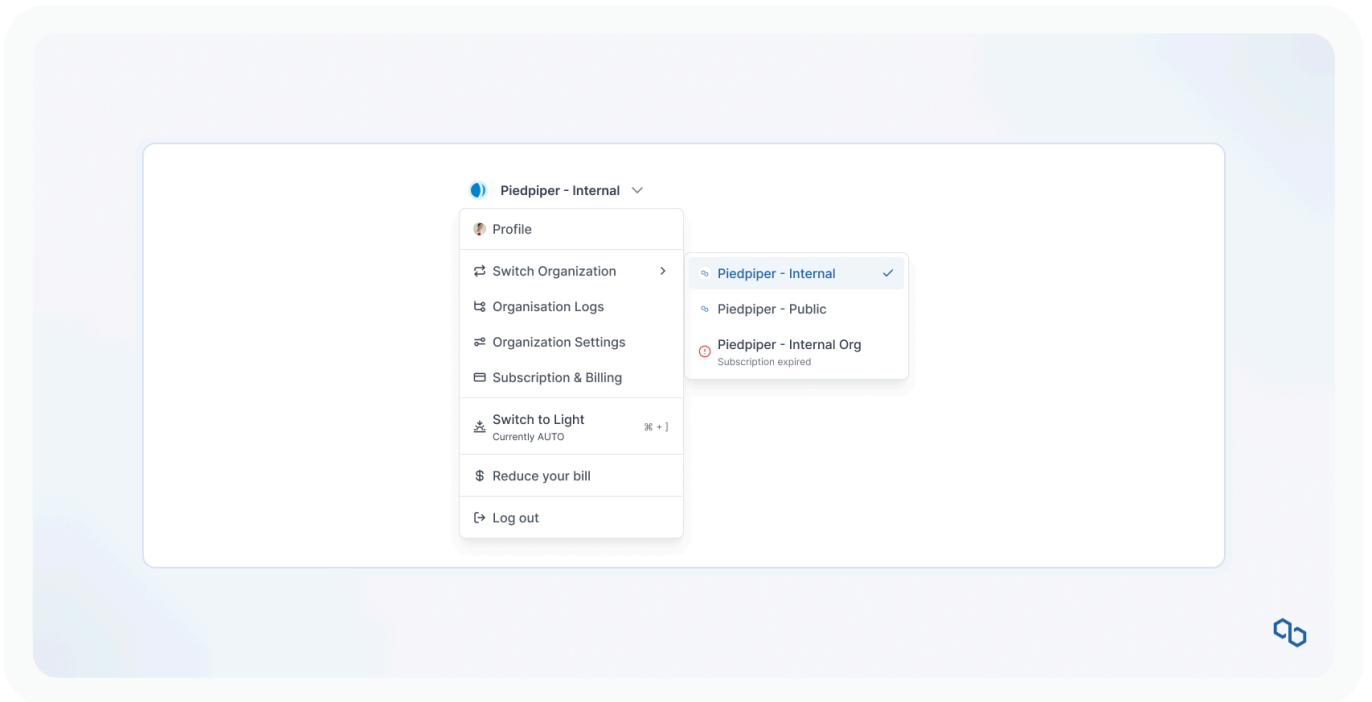 Piedpiper - Internal
Profile
Switch Organization
Organisation Logs
Organization Settings
Subscription & Billing
Switch to Light
Currently AUTO
⌘ + ]
Reduce your bill
Log out
Piedpiper - Internal
Piedpiper - Public
Piedpiper - Internal Org
Subscription expired